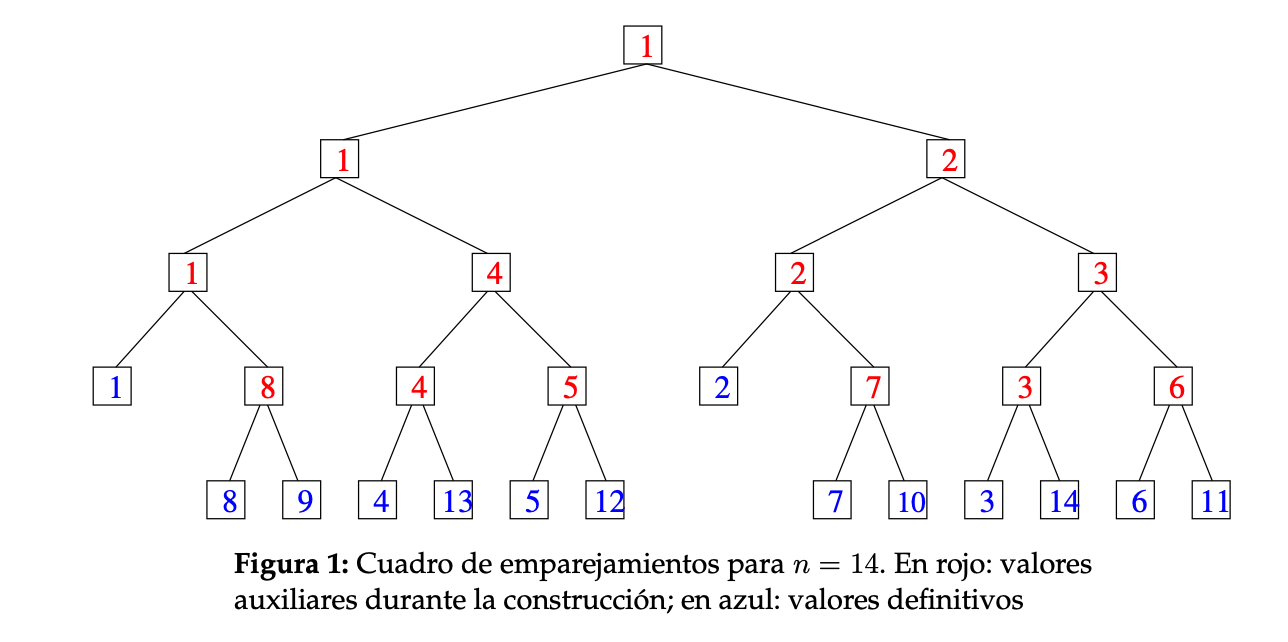 1
1 2
1 4 2 3
1 8 4 5 2 7 3 6
8 9 4 13 5 12 7 10 3 14 6 11
Figura 1: Cuadro de emparejamientos para n = 14. En rojo: valores
auxiliares durante la construcción; en azul: valores definitivos